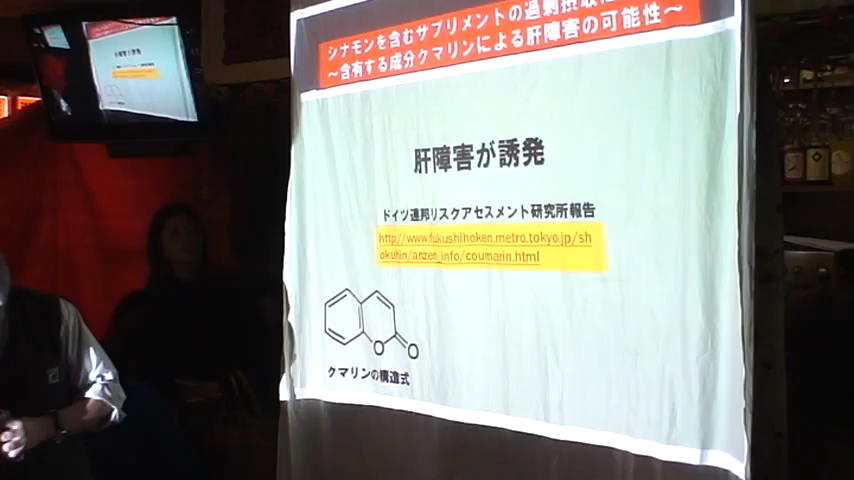 シナモンを含むサプリメントの過剰摂取
～含有する成分クマリンによる肝障害の可能性～
肝障害が誘発
ドイツ連邦リスクアセスメント研究所報告
http://www.fukushihoken.metro.tokyo.jp/sh
okuhin/anzen_info/coumarin.html
O
O
クマリンの構造式